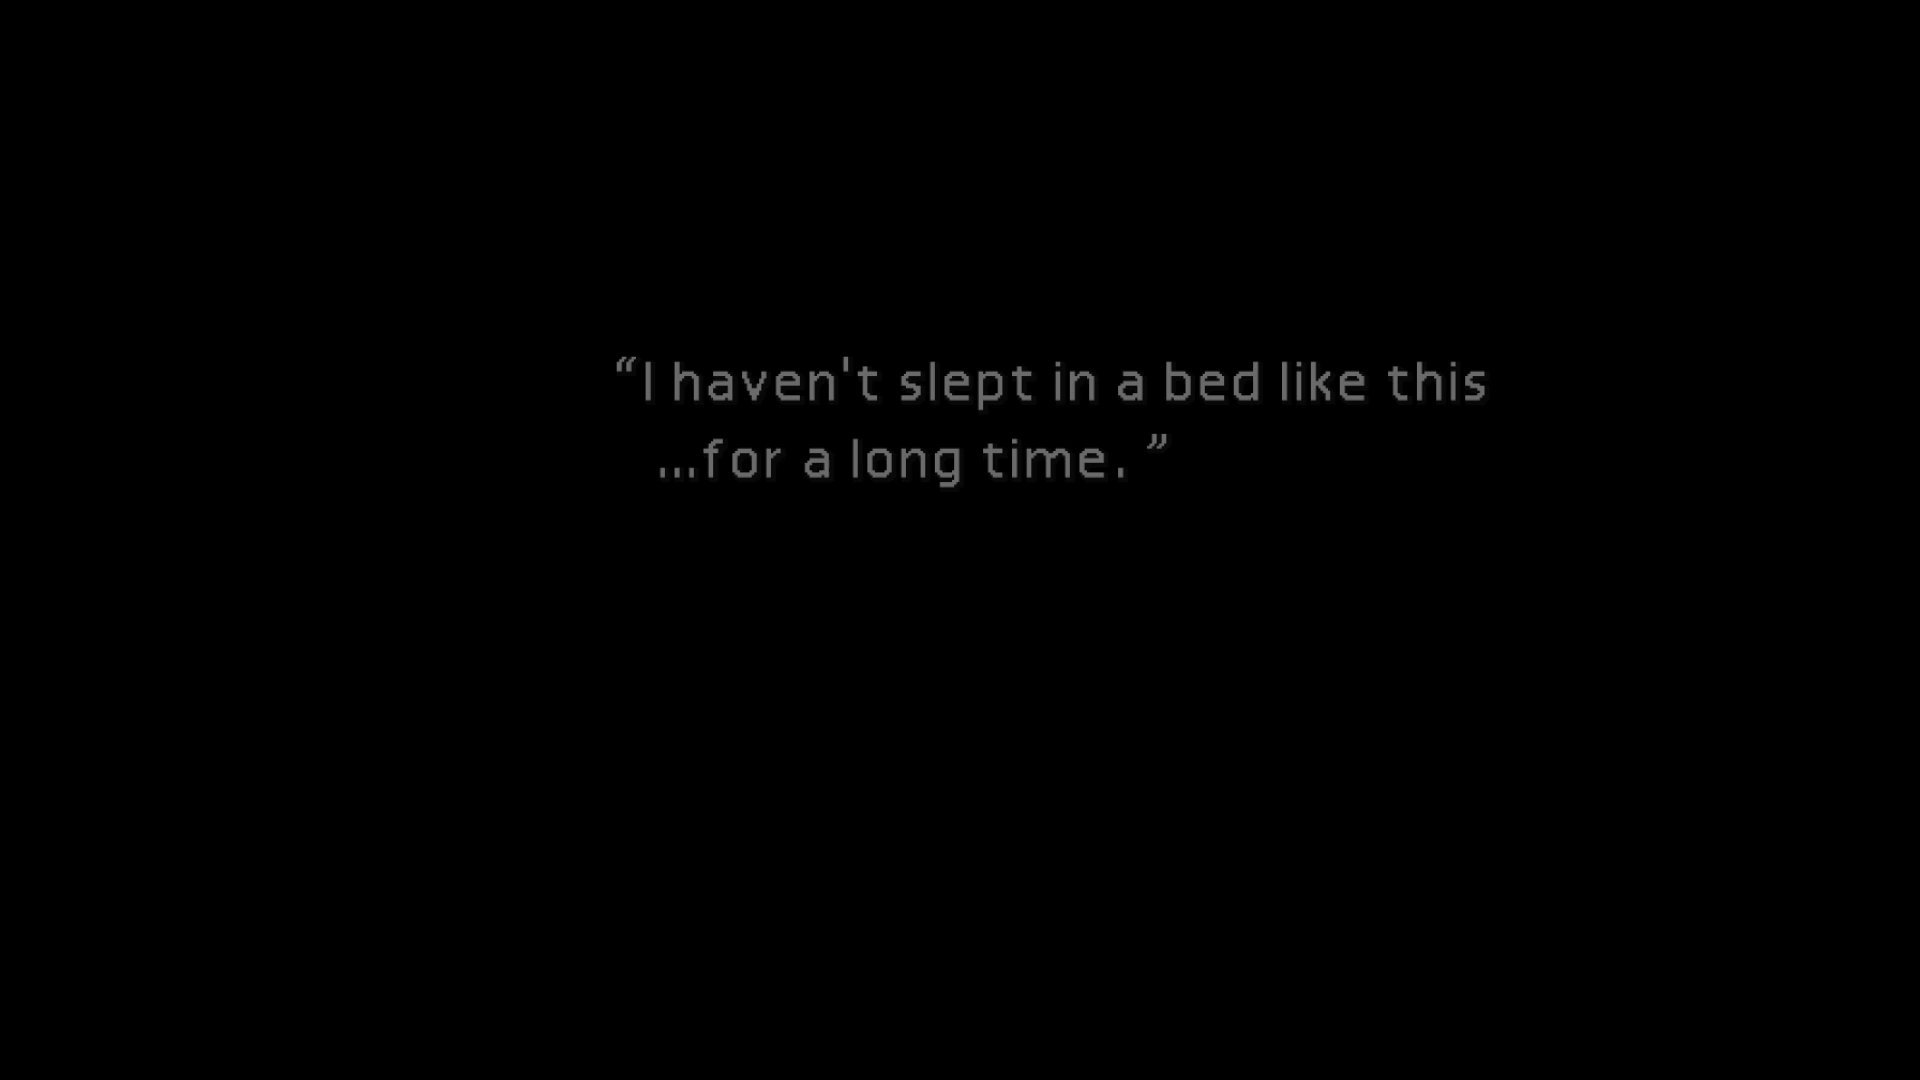 “I haven't slept in a bed like this
...for a long time. ”